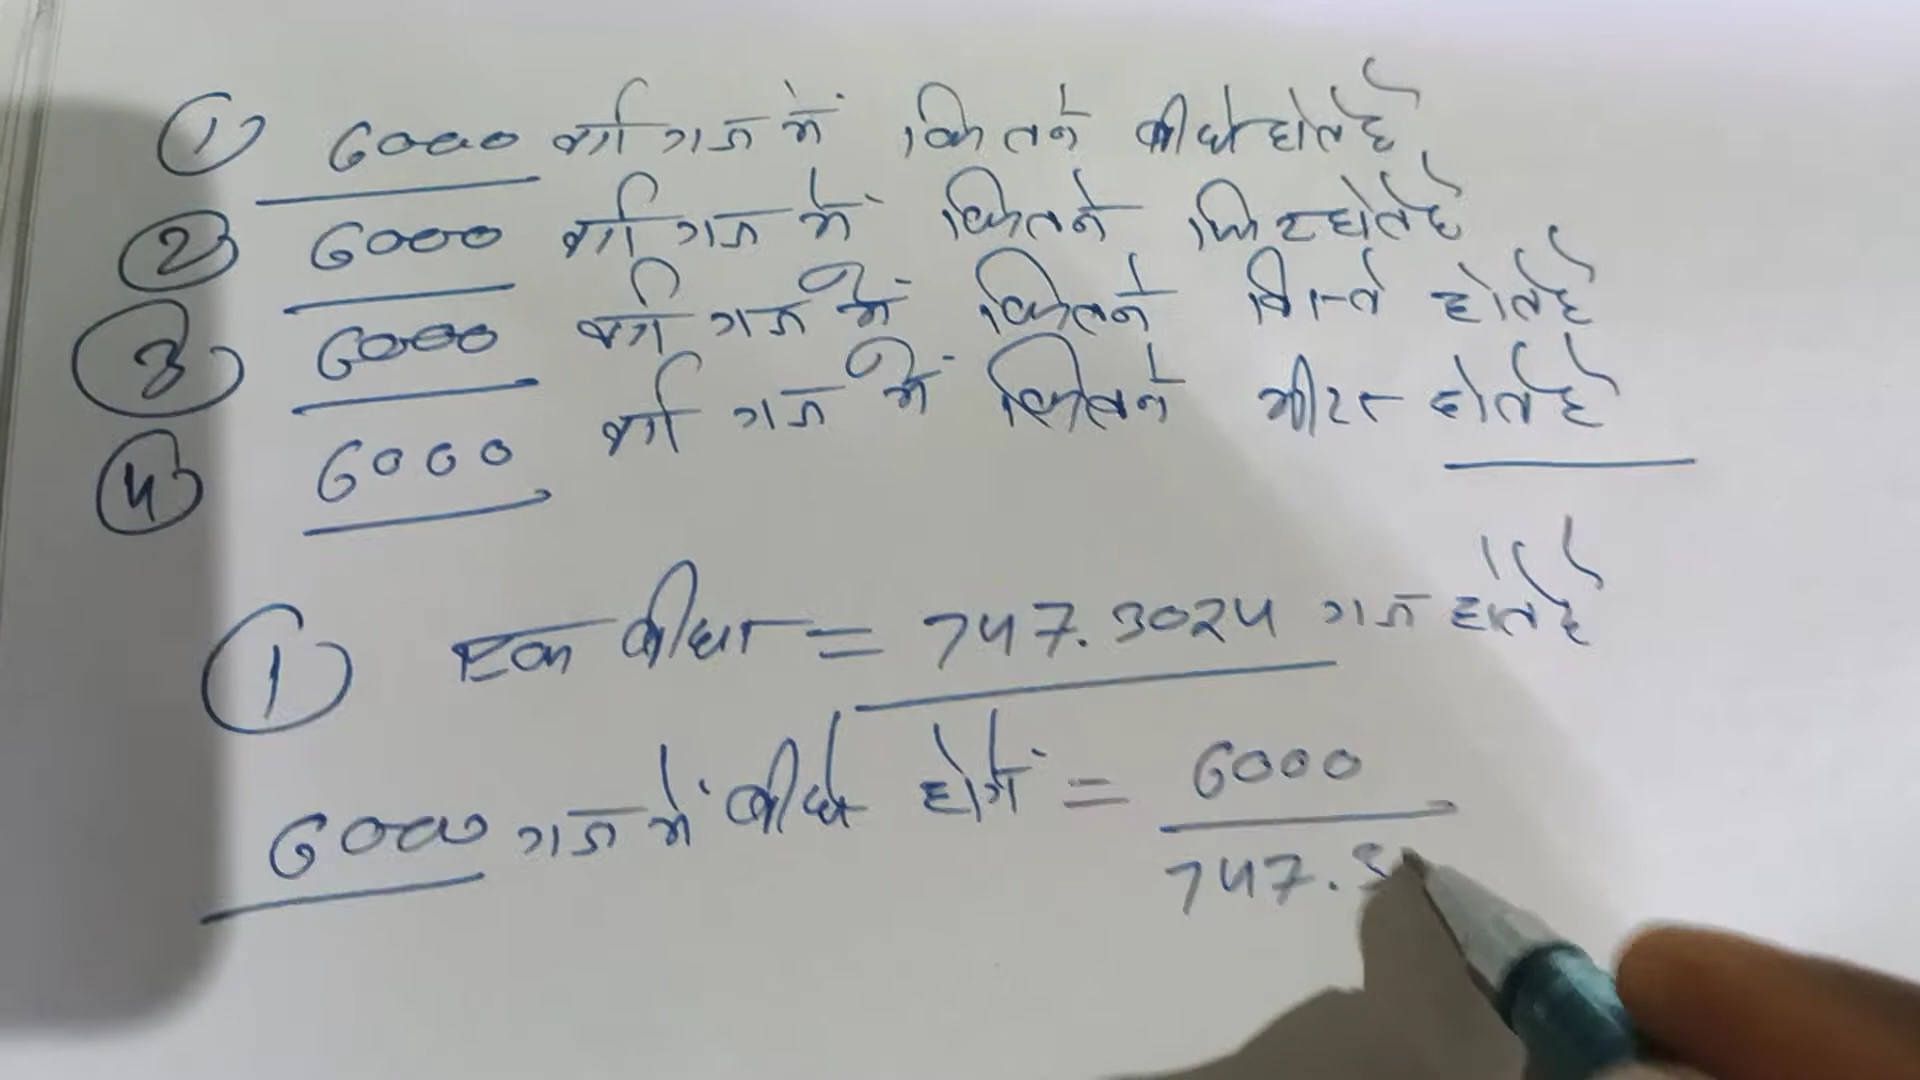 ① 6000 वर्ग गज में कितने बीघे होते है
② 6000 वर्ग गज में कितने फिट होते है
③ 6000 वर्ग गज में कितने विस्वे होते है
④ 6000 वर्ग गज में कितने मीटर होते है
① एक बीघा = 747.3024 गज होते है
6000 गज में बीघे होगें = 6000
747.3